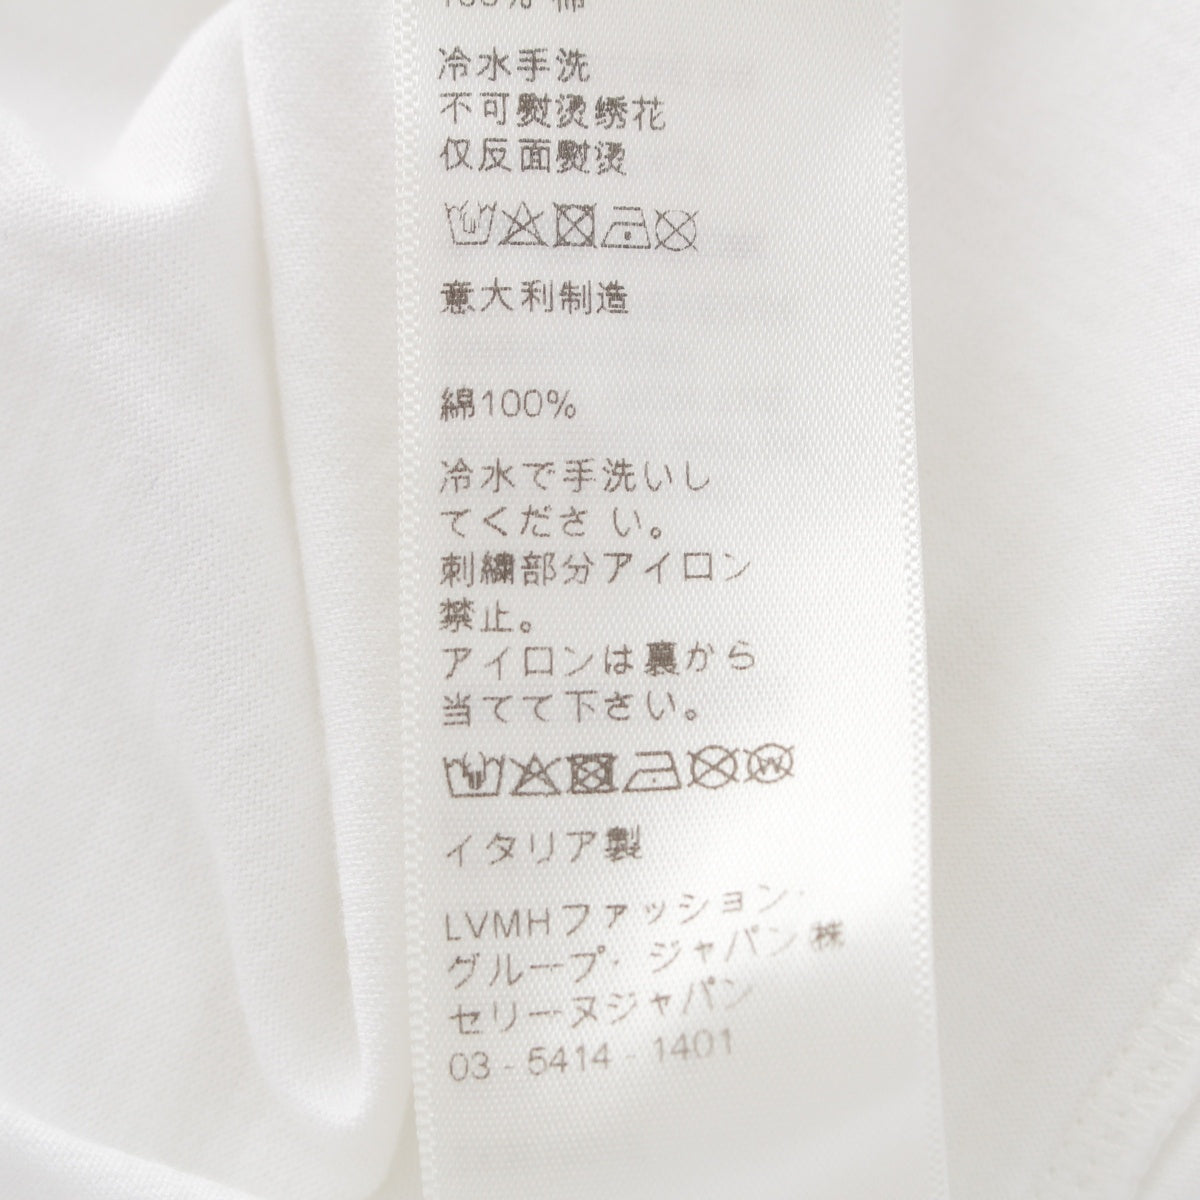 100% 棉
冷水手洗
不可熨烫绣花
仅反面熨烫
意大利制造
綿100%
冷水で手洗いし
てください。
刺繍部分アイロン
禁止。
アイロンは裏から
当てて下さい。
W
イタリア製
LVMHファッション・
グループ・ジャパン株
セリーヌジャパン
03-5414-1401